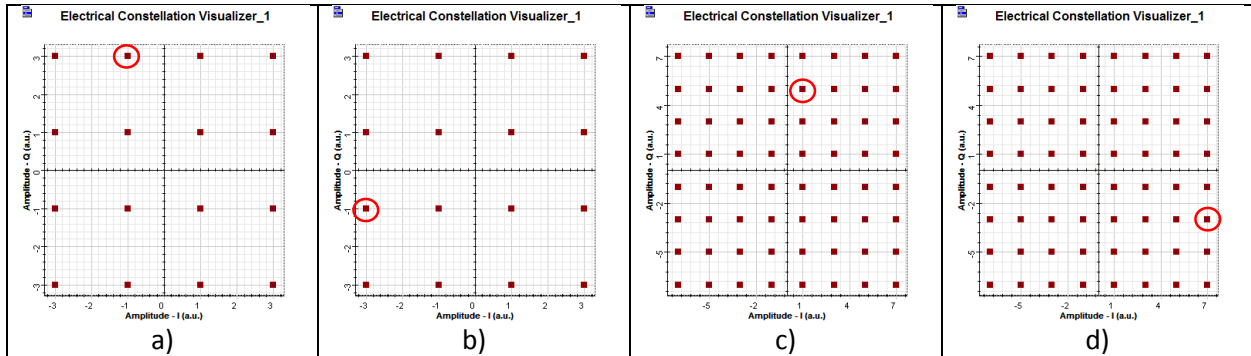 Electrical Constellation Visualizer_1
Amplitude - Q (a.u.)
3
2
1
0
-1
-2
-3
-3 -2 -1 0 1 2 3
Amplitude - I (a.u.)
a)
Electrical Constellation Visualizer_1
Amplitude - Q (a.u.)
3
2
1
0
-1
-2
-3
-3 -2 -1 0 1 2 3
Amplitude - I (a.u.)
b)
Electrical Constellation Visualizer_1
Amplitude - Q (a.u.)
7
4
1
-2
-5
-5 -2 1 4 7
Amplitude - I (a.u.)
c)
Electrical Constellation Visualizer_1
Amplitude - Q (a.u.)
7
4
1
-2
-5
-5 -2 1 4 7
Amplitude - I (a.u.)
d)